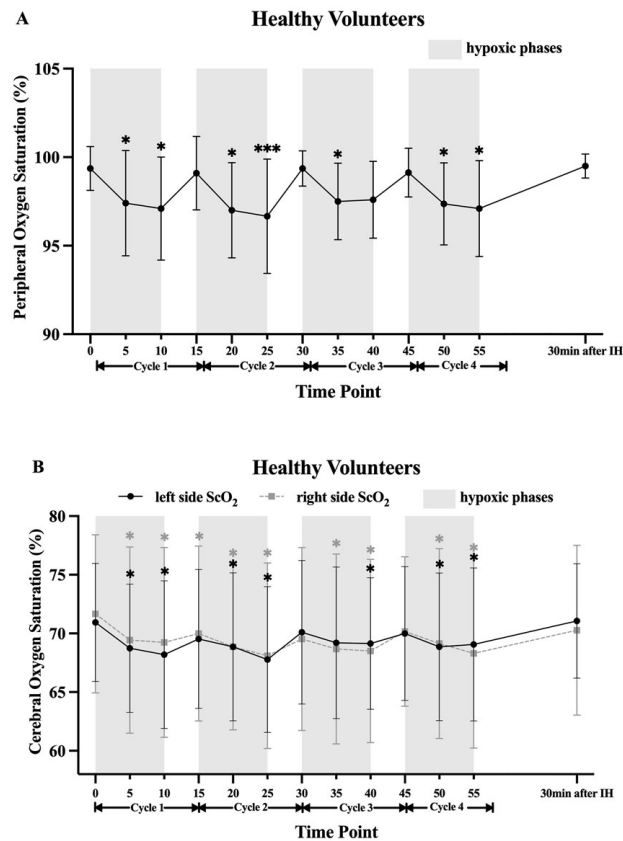 A
Healthy Volunteers
hypoxic phases
Peripheral Oxygen Saturation (%)
105
100
95
90
* * * *** * * *
0 5 10 15 20 25 30 35 40 45 50 55 30min after IH
Cycle 1 Cycle 2 Cycle 3 Cycle 4
Time Point
B
Healthy Volunteers
left side ScO₂ right side ScO₂ hypoxic phases
Cerebral Oxygen Saturation (%)
80
75
70
65
60
* * * * * * * * * *
* * * * * * *
0 5 10 15 20 25 30 35 40 45 50 55 30min after IH
Cycle 1 Cycle 2 Cycle 3 Cycle 4
Time Point